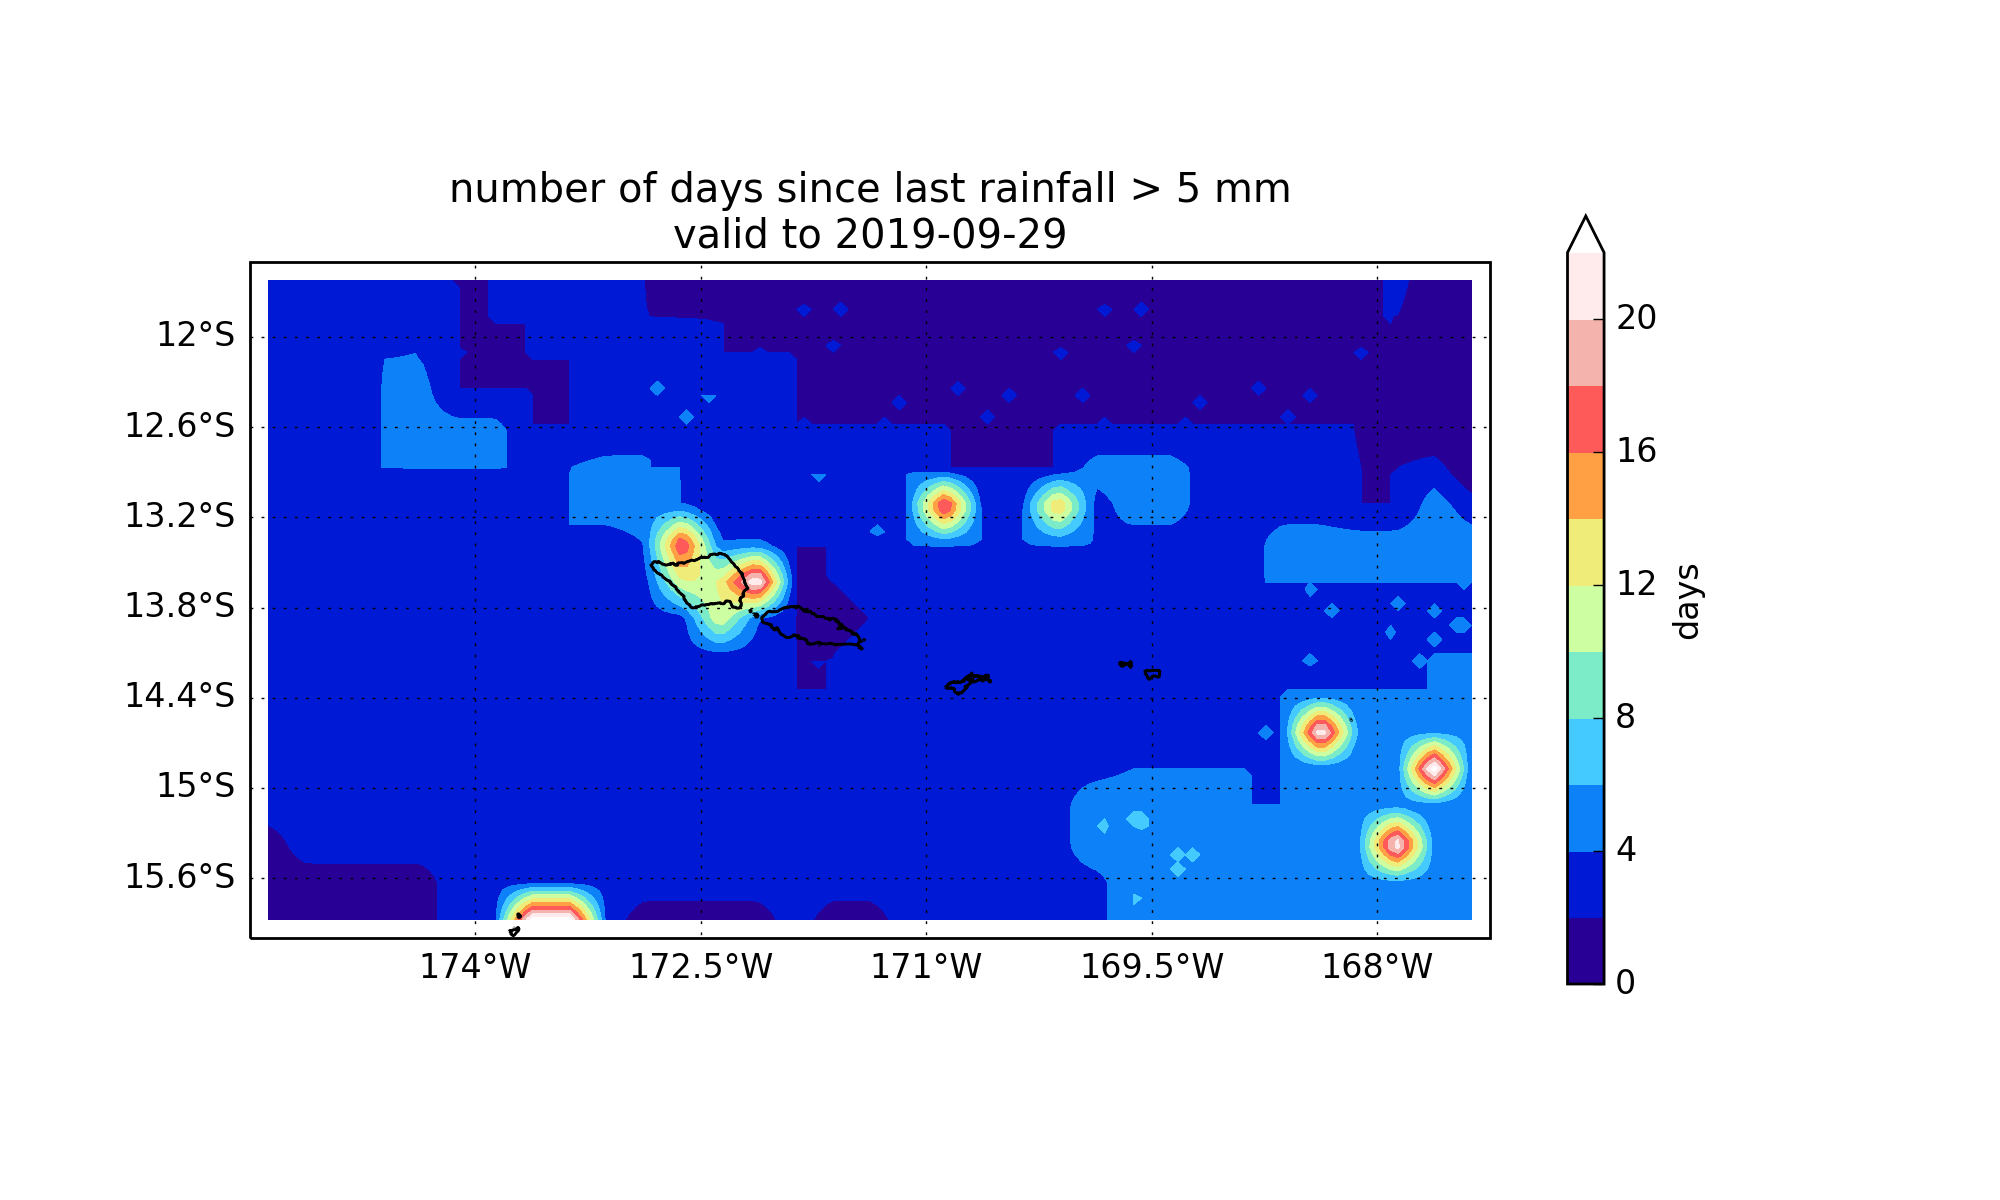 number of days since last rainfall > 5 mm
valid to 2019-09-29
12°S
12.6°S
13.2°S
13.8°S
14.4°S
15°S
15.6°S
174°W 172.5°W 171°W 169.5°W 168°W
20
16
12
8
4
0
days